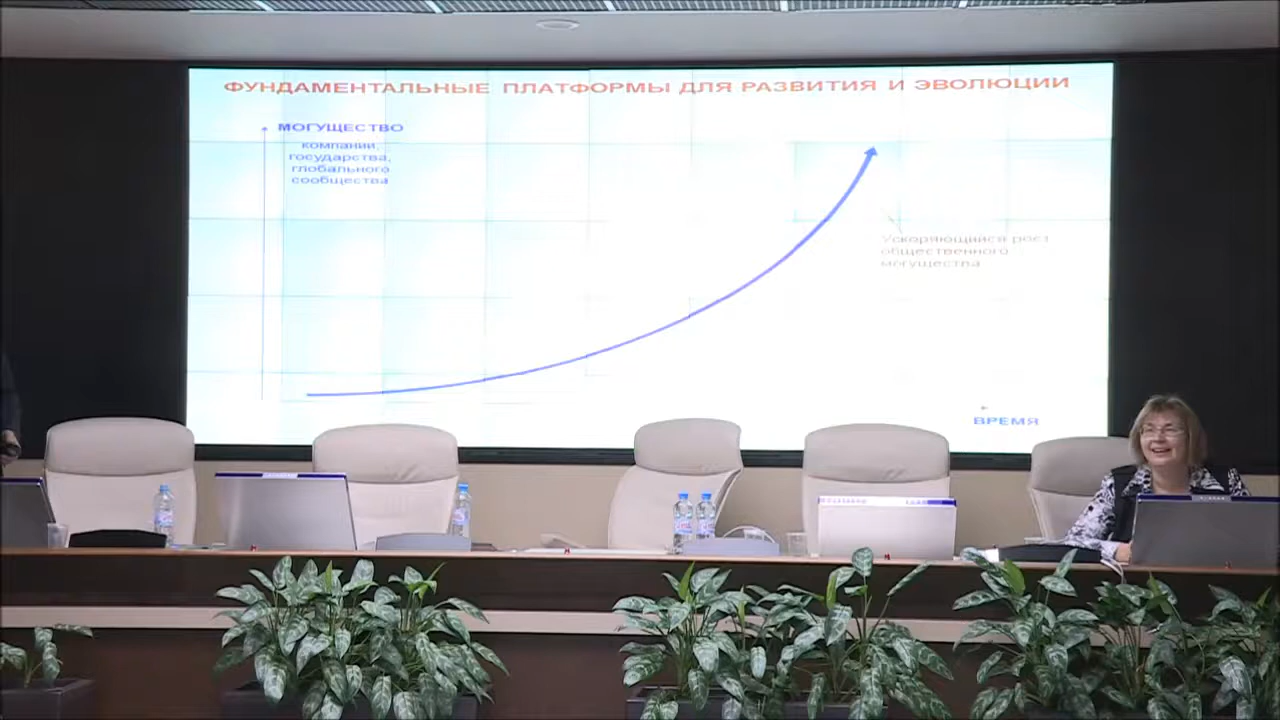 ФУНДАМЕНТАЛЬНЫЕ ПЛАТФОРМЫ ДЛЯ РАЗВИТИЯ И ЭВОЛЮЦИИ
МОГУЩЕСТВО
компании,
государства,
глобального
сообщества
Ускоряющийся рост
общественного
могущества
ВРЕМЯ